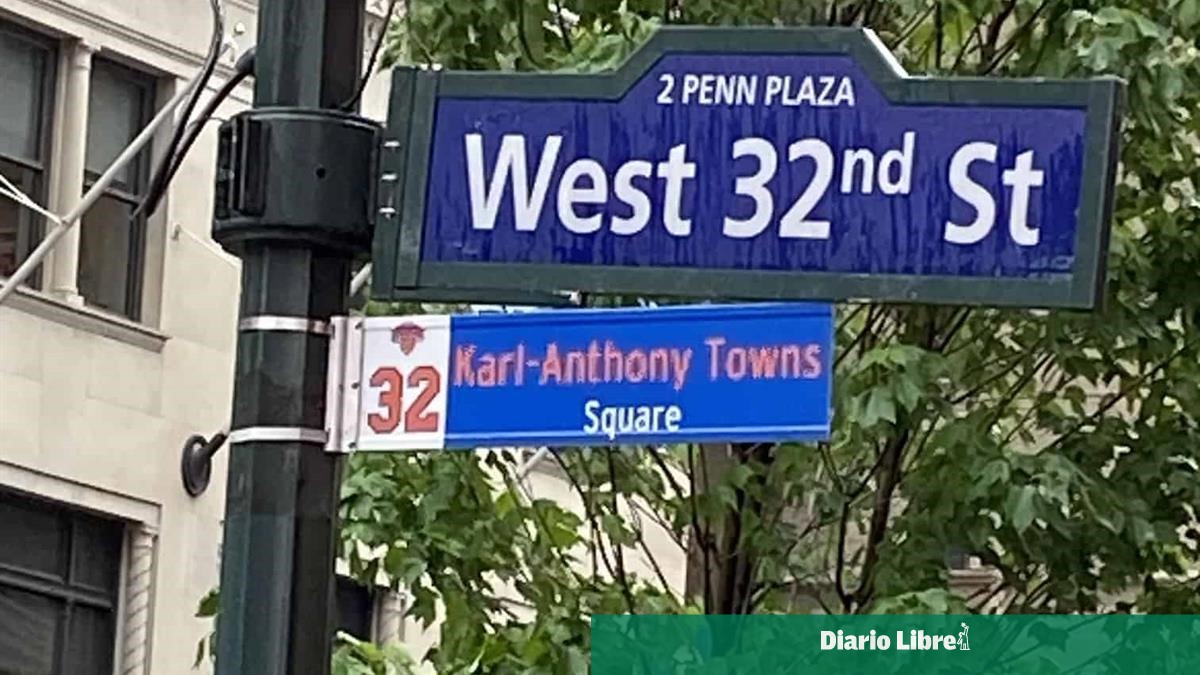 2 PENN PLAZA
West 32nd St
32
Karl-Anthony Towns
Square
Diario Libre